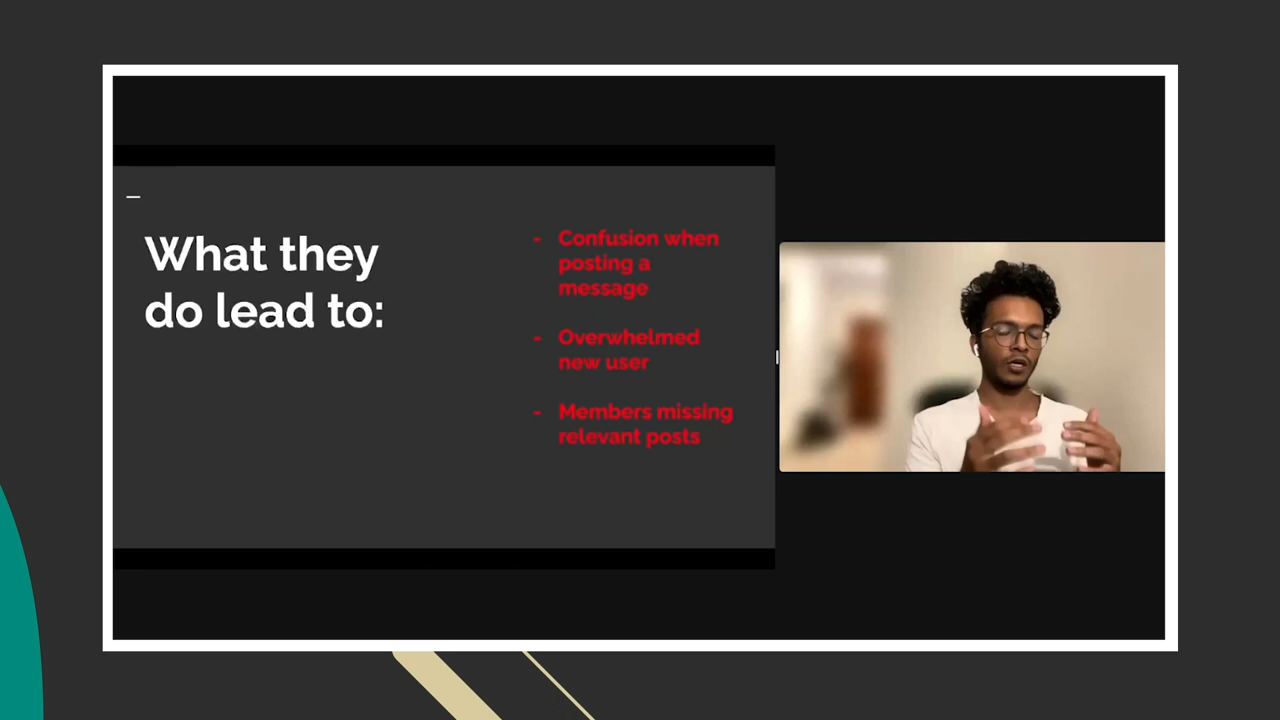 What they
do lead to:
- Confusion when
posting a
message
- Overwhelmed
new user
- Members missing
relevant posts